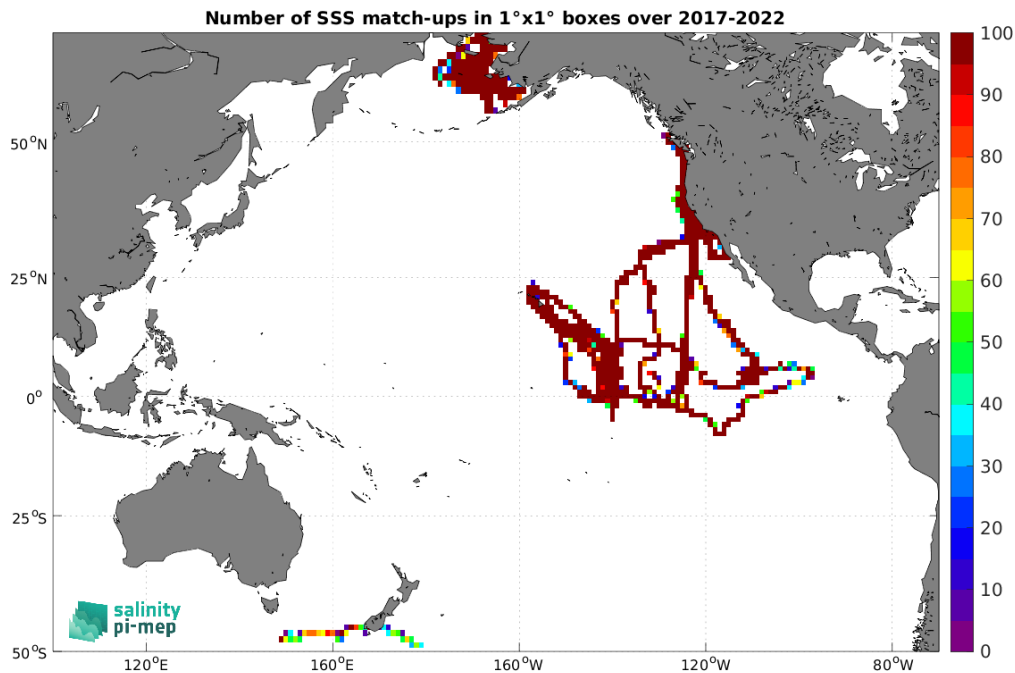 Number of SSS match-ups in 1°x1° boxes over 2017-2022
50°N
25°N
0°
25°S
50°S
120°E
160°E
160°W
120°W
80°W
100
90
80
70
60
50
40
30
20
10
0
salinity
pi-mep